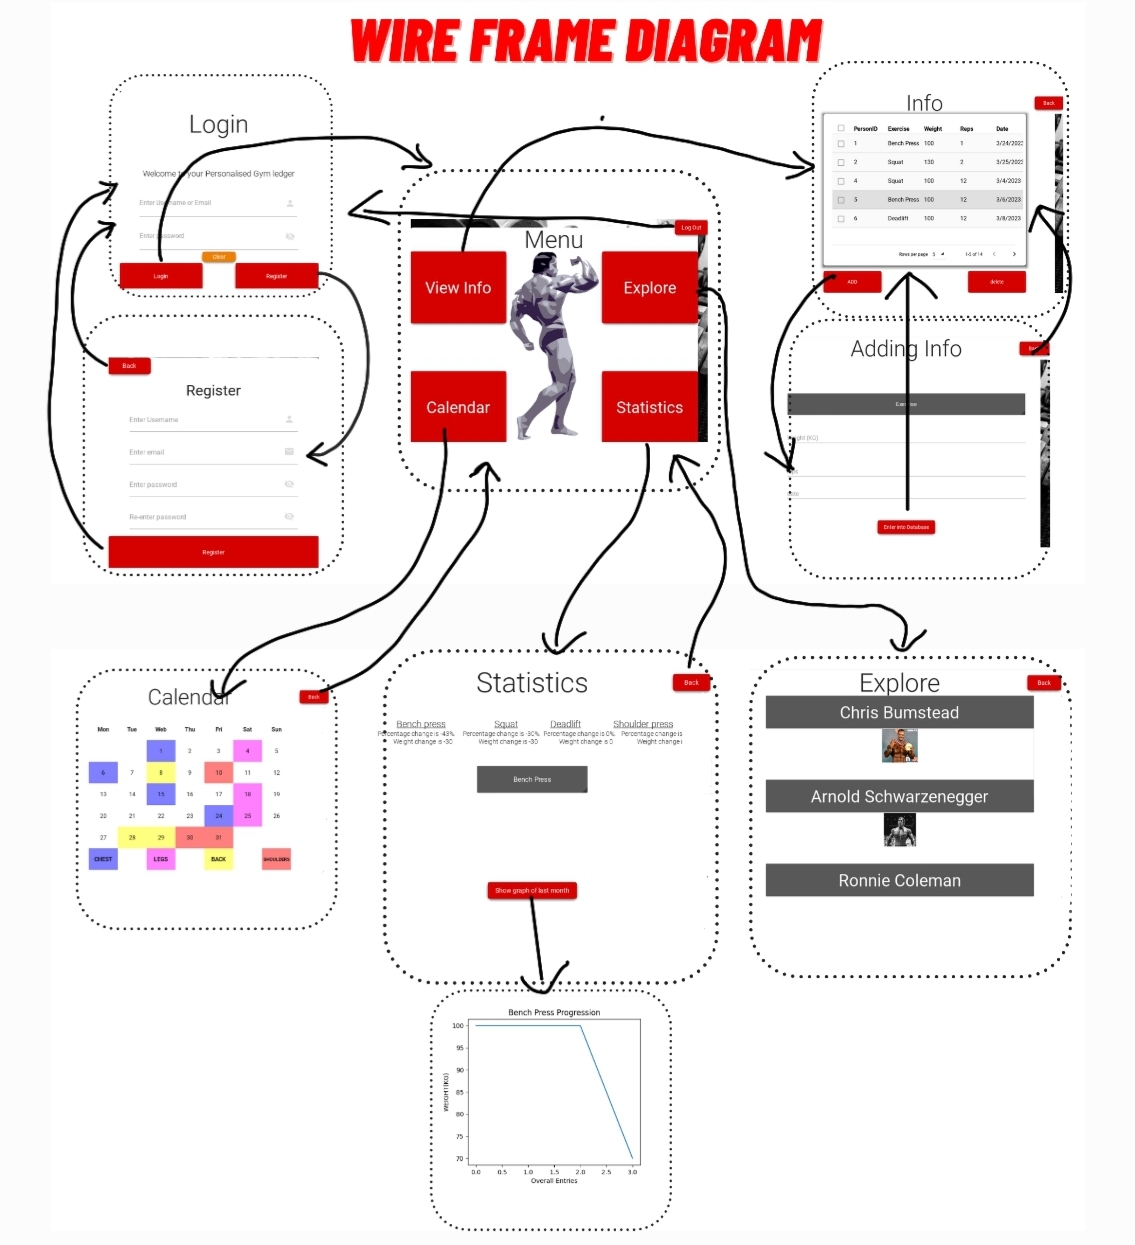 WIRE FRAME DIAGRAM
Login
Welcome to your Personalised Gym ledger
Enter Username or Email
Enter password
Clear
Login
Register
Back
Register
Enter Username
Enter email
Enter password
Re-enter password
Register
Log Out
Menu
View Info
Explore
Calendar
Statistics
Info
Back
PersonID Exercise Weight Reps Date
1 Bench Press 100 1 3/24/202
2 Squat 130 2 3/25/202
4 Squat 100 12 3/4/2023
5 Bench Press 100 12 3/6/2023
6 Deadlift 100 12 3/8/2023
Rows per page 5 1-5 of 14
ADD
delete
Adding Info
Exercise
ght (KG)
Enter into Database
Calendar
Back
Mon Tue Web Thu Fri Sat Sun
1 2 3 4 5
6 7 8 9 10 11 12
13 14 15 16 17 18 19
20 21 22 23 24 25 26
27 28 29 30 31
CHEST LEGS BACK SHOULDERS
Statistics
Back
Bench press Squat Deadlift Shoulder press
Percentage change is -43%. Percentage change is -30%. Percentage change is 0%. Percentage change is
Weight change is -30 Weight change is -30 Weight change is 0 Weight change i
Bench Press
Show graph of last month
Explore
Back
Chris Bumstead
Arnold Schwarzenegger
Ronnie Coleman
Bench Press Progression
WEIGHT(KG)
100
95
90
85
80
75
70
0.0 0.5 1.0 1.5 2.0 2.5 3.0
Overall Entries